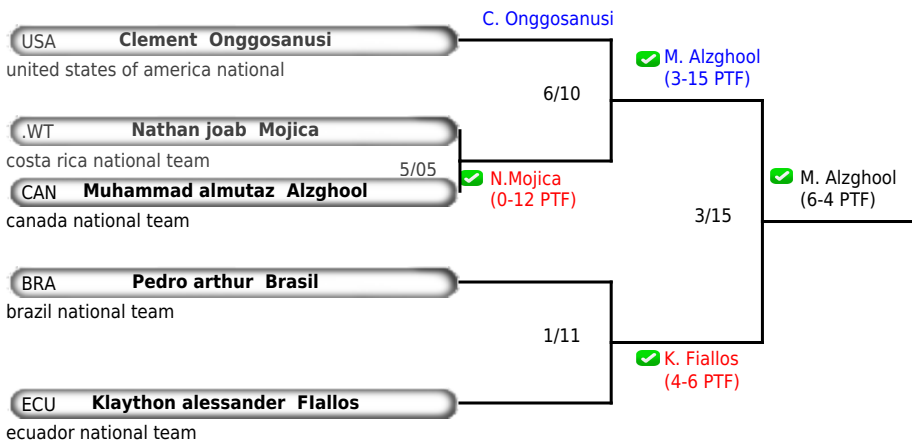 C. Onggosanusi
USA Clement Onggosanusi
united states of america national
M. Alzghool
(3-15 PTF)
6/10
.WT Nathan joab Mojica
costa rica national team
5/05
CAN Muhammad almutaz Alzghool
N.Mojica
(0-12 PTF)
M. Alzghool
(6-4 PTF)
canada national team
3/15
BRA Pedro arthur Brasil
brazil national team
1/11
K. Fiallos
(4-6 PTF)
ECU Klaython alessander FIallos
ecuador national team